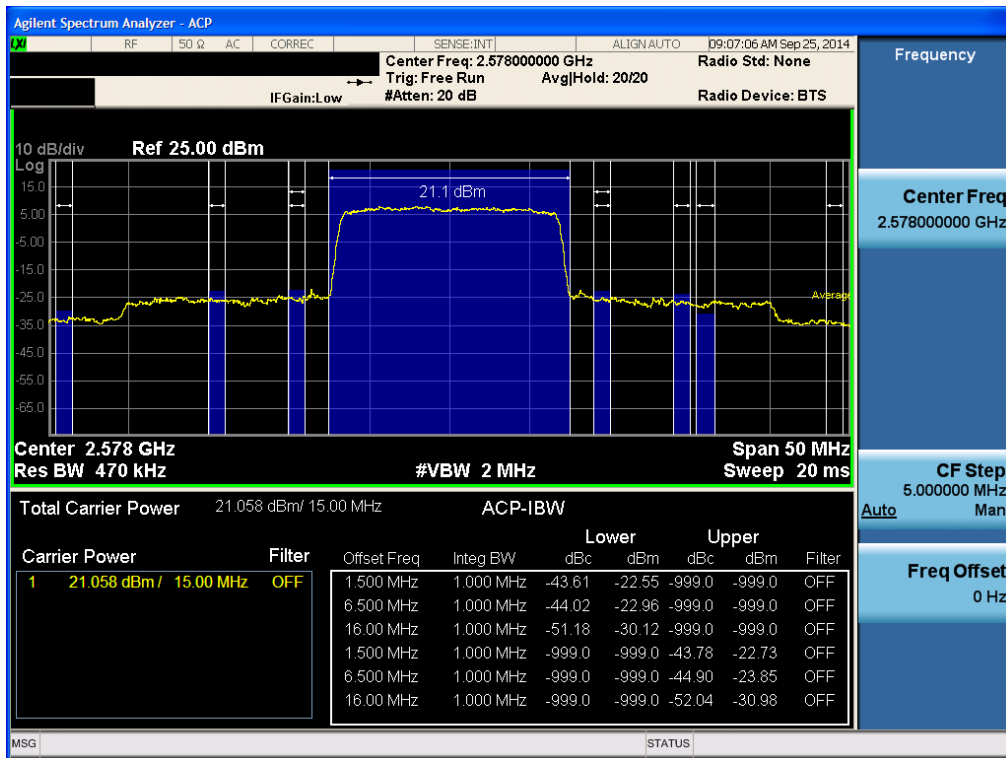 Agilent Spectrum Analyzer - ACP
LXI RF 50 Ω AC CORREC SENSE:INT ALIGN AUTO 09:07:06 AM Sep 25, 2014
Center Freq: 2.578000000 GHz Radio Std: None
Trig: Free Run Avg|Hold: 20/20
IFGain:Low #Atten: 20 dB Radio Device: BTS
10 dB/div Ref 25.00 dBm
Log
15.0
21.1 dBm
5.00
-5.00
-15.0
-25.0
Average
-35.0
-45.0
-55.0
-65.0
Center 2.578 GHz Span 50 MHz
Res BW 470 kHz #VBW 2 MHz Sweep 20 ms
Total Carrier Power 21.058 dBm/ 15.00 MHz ACP-IBW
Lower Upper
Carrier Power Filter Offset Freq Integ BW dBc dBm dBc dBm Filter
1 21.058 dBm / 15.00 MHz OFF 1.500 MHz 1.000 MHz -43.61 -22.55 -999.0 -999.0 OFF
6.500 MHz 1.000 MHz -44.02 -22.96 -999.0 -999.0 OFF
16.00 MHz 1.000 MHz -51.18 -30.12 -999.0 -999.0 OFF
1.500 MHz 1.000 MHz -999.0 -999.0 -43.78 -22.73 OFF
6.500 MHz 1.000 MHz -999.0 -999.0 -44.90 -23.85 OFF
16.00 MHz 1.000 MHz -999.0 -999.0 -52.04 -30.98 OFF
MSG STATUS
Frequency
Center Freq
2.578000000 GHz
CF Step
5.000000 MHz
Auto Man
Freq Offset
0 Hz